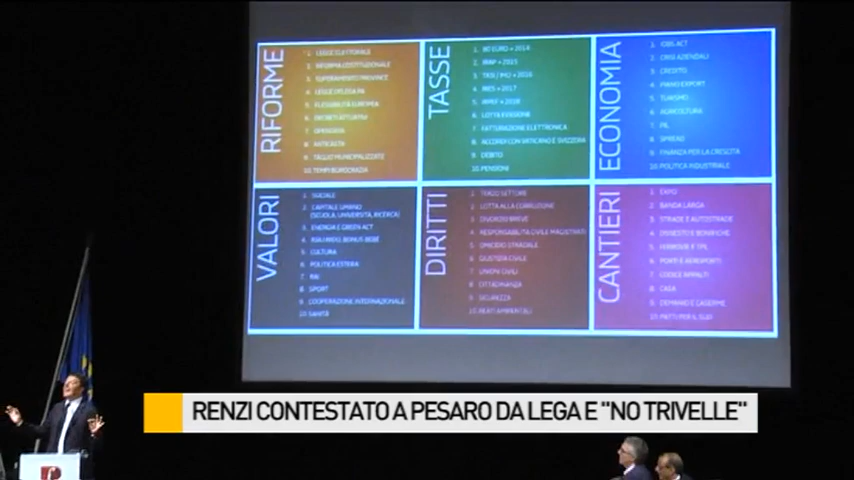 RIFORME
1. LEGGE ELETTORALE
2. RIFORMA COSTITUZIONALE
3. SUPERAMENTO PROVINCE
4. LEGGE DELEGA PA
5. FLESSIBILITÀ EUROPEA
6. DECRETI ATTUATIVI
7. OPENDATA
8. ANTICASTA
9. TAGLIO MUNICIPALIZZATE
10. TEMPI BUROCRAZIA
TASSE
1. 80 EURO • 2014
2. IRAP • 2015
3. TASI / IMU • 2016
4. IRES • 2017
5. IRPEF • 2018
6. LOTTA EVASIONE
7. FATTURAZIONE ELETTRONICA
8. ACCORDI CON VATICANO E SVIZZERA
9. DEBITO
10. PENSIONI
ECONOMIA
1. JOBS ACT
2. CRISI AZIENDALI
3. CREDITO
4. PIANO EXPORT
5. TURISMO
6. AGRICOLTURA
7. PIL
8. SPREAD
9. FINANZA PER LA CRESCITA
10. POLITICA INDUSTRIALE
VALORI
1. SOCIALE
2. CAPITALE UMANO
(SCUOLA, UNIVERSITÀ, RICERCA)
3. ENERGIA E GREEN ACT
4. BONUS BEBÈ
5. CULTURA
6. POLITICA ESTERA
7. RAI
8. SPORT
9. COOPERAZIONE INTERNAZIONALE
10. SANITÀ
DIRITTI
1. TERZO SETTORE
2. LOTTA ALLA CORRUZIONE
3. DIVORZIO BREVE
4. RESPONSABILITÀ CIVILE MAGISTRATI
5. OMICIDIO STRADALE
6. GIUSTIZIA CIVILE
7. UNIONI CIVILI
8. CITTADINANZA
9. SICUREZZA
10. REATI AMBIENTALI
CANTIERI
1. EXPO
2. BANDA LARGA
3. STRADE E AUTOSTRADE
4. DISSESTO E BONIFICHE
5. FERROVIE E TPL
6. PORTI E AEROPORTI
7. CODICE APPALTI
8. CASA
9. DEMANIO E CASERME
10. PATTI PER IL SUD
RENZI CONTESTATO A PESARO DA LEGA E "NO TRIVELLE"